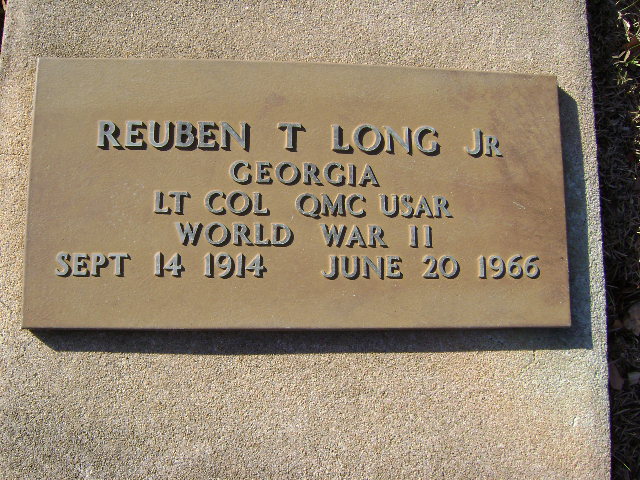 REUBEN T LONG JR
GEORGIA
LT COL QMC USAR
WORLD WAR II
SEPT 14 1914 JUNE 20 1966